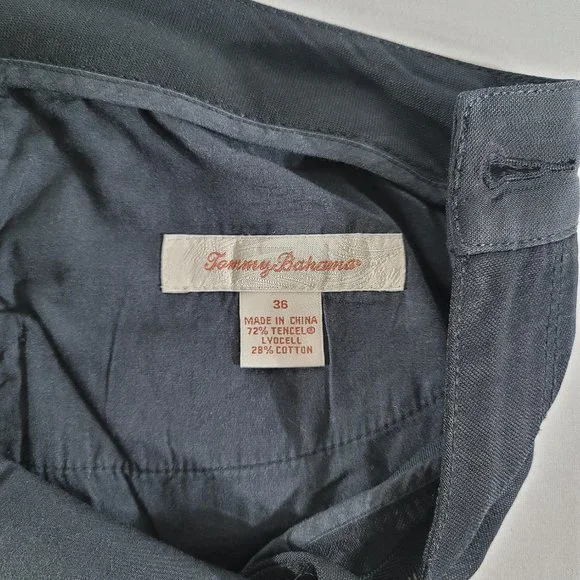 Tommy Bahama®
36
MADE IN CHINA
72% TENCEL®
LYOCELL
28% COTTON